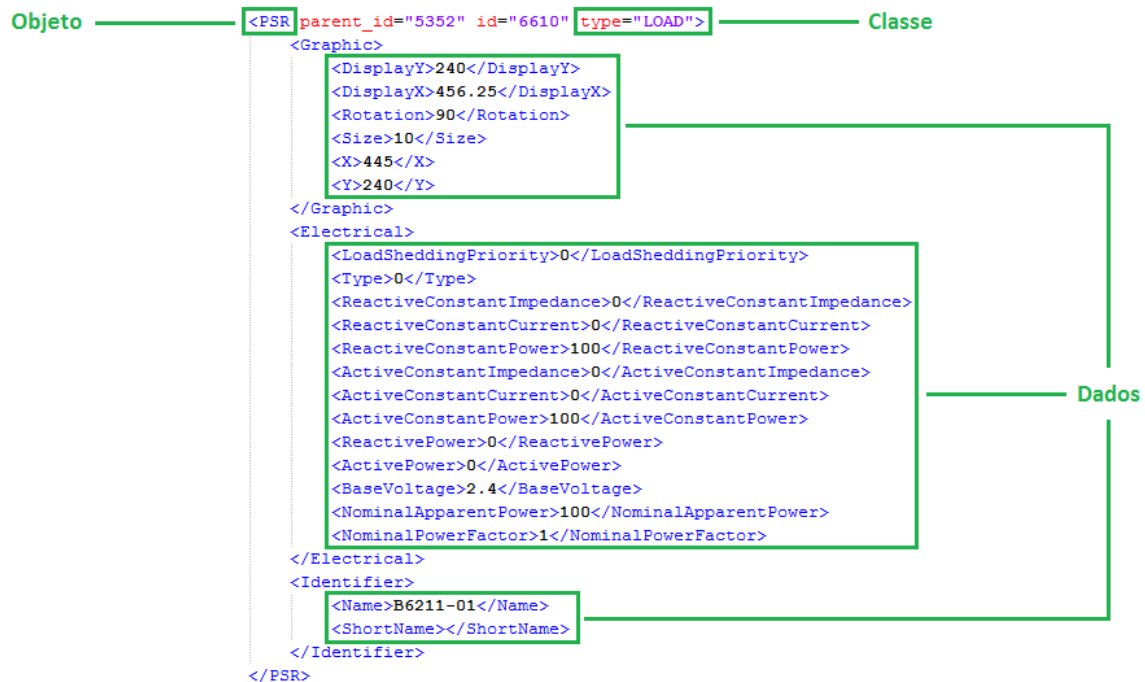 Objeto <PSR parent_id="5352" id="6610" type="LOAD"> Classe
<Graphic>
<DisplayY>240</DisplayY>
<DisplayX>456.25</DisplayX>
<Rotation>90</Rotation>
<Size>10</Size>
<X>445</X>
<Y>240</Y>
</Graphic>
<Electrical>
<LoadSheddingPriority>0</LoadSheddingPriority>
<Type>0</Type>
<ReactiveConstantImpedance>0</ReactiveConstantImpedance>
<ReactiveConstantCurrent>0</ReactiveConstantCurrent>
<ReactiveConstantPower>100</ReactiveConstantPower>
<ActiveConstantImpedance>0</ActiveConstantImpedance>
<ActiveConstantCurrent>0</ActiveConstantCurrent> Dados
<ActiveConstantPower>100</ActiveConstantPower>
<ReactivePower>0</ReactivePower>
<ActivePower>0</ActivePower>
<BaseVoltage>2.4</BaseVoltage>
<NominalApparentPower>100</NominalApparentPower>
<NominalPowerFactor>1</NominalPowerFactor>
</Electrical>
<Identifier>
<Name>B6211-01</Name>
<ShortName></ShortName>
</Identifier>
</PSR>